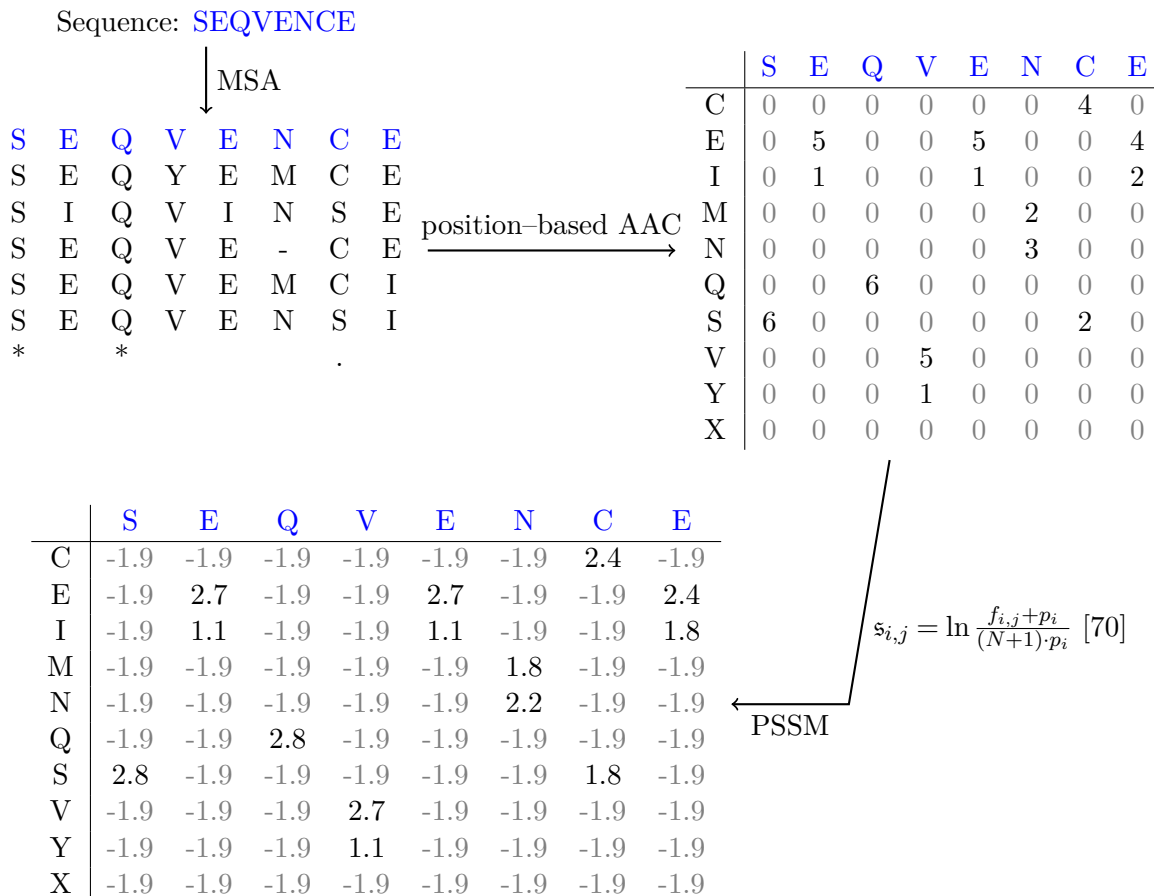 Sequence: SEQVENCE
MSA
S E Q V E N C E
S E Q Y E M C E
S I Q V I N S E
S E Q V E - C E
S E Q V E M C I
S E Q V E N S I
* * .
position–based AAC
S E Q V E N C E
C 0 0 0 0 0 0 4 0
E 0 5 0 0 5 0 0 4
I 0 1 0 0 1 0 0 2
M 0 0 0 0 0 2 0 0
N 0 0 0 0 0 3 0 0
Q 0 0 6 0 0 0 0 0
S 6 0 0 0 0 0 2 0
V 0 0 0 5 0 0 0 0
Y 0 0 0 1 0 0 0 0
X 0 0 0 0 0 0 0 0
𝔰i,j = ln fi,j+pi/(N+1)·pi [70]
PSSM
S E Q V E N C E
C -1.9 -1.9 -1.9 -1.9 -1.9 -1.9 2.4 -1.9
E -1.9 2.7 -1.9 -1.9 2.7 -1.9 -1.9 2.4
I -1.9 1.1 -1.9 -1.9 1.1 -1.9 -1.9 1.8
M -1.9 -1.9 -1.9 -1.9 -1.9 1.8 -1.9 -1.9
N -1.9 -1.9 -1.9 -1.9 -1.9 2.2 -1.9 -1.9
Q -1.9 -1.9 2.8 -1.9 -1.9 -1.9 -1.9 -1.9
S 2.8 -1.9 -1.9 -1.9 -1.9 -1.9 1.8 -1.9
V -1.9 -1.9 -1.9 2.7 -1.9 -1.9 -1.9 -1.9
Y -1.9 -1.9 -1.9 1.1 -1.9 -1.9 -1.9 -1.9
X -1.9 -1.9 -1.9 -1.9 -1.9 -1.9 -1.9 -1.9